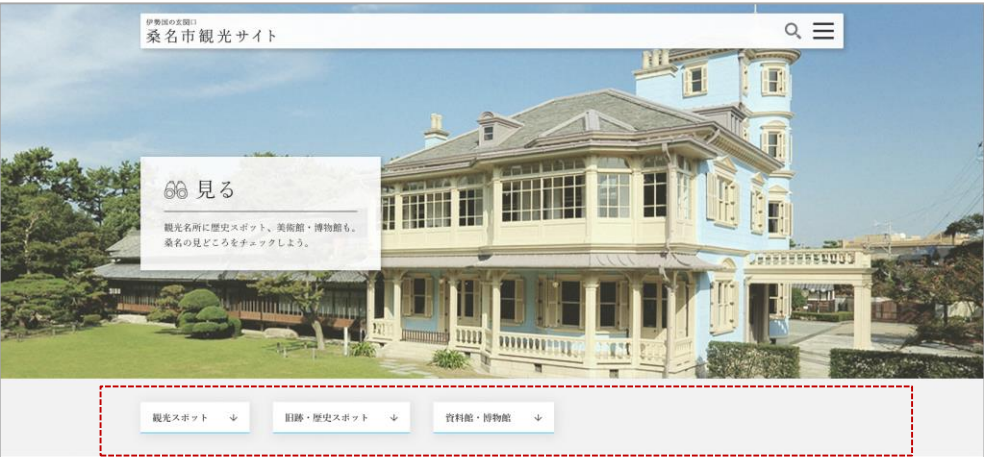 伊勢国の玄関口
桑名市観光サイト
見る
観光名所に歴史スポット、美術館・博物館も。
桑名の見どころをチェックしよう。
観光スポット ↓
旧跡・歴史スポット ↓
資料館・博物館 ↓